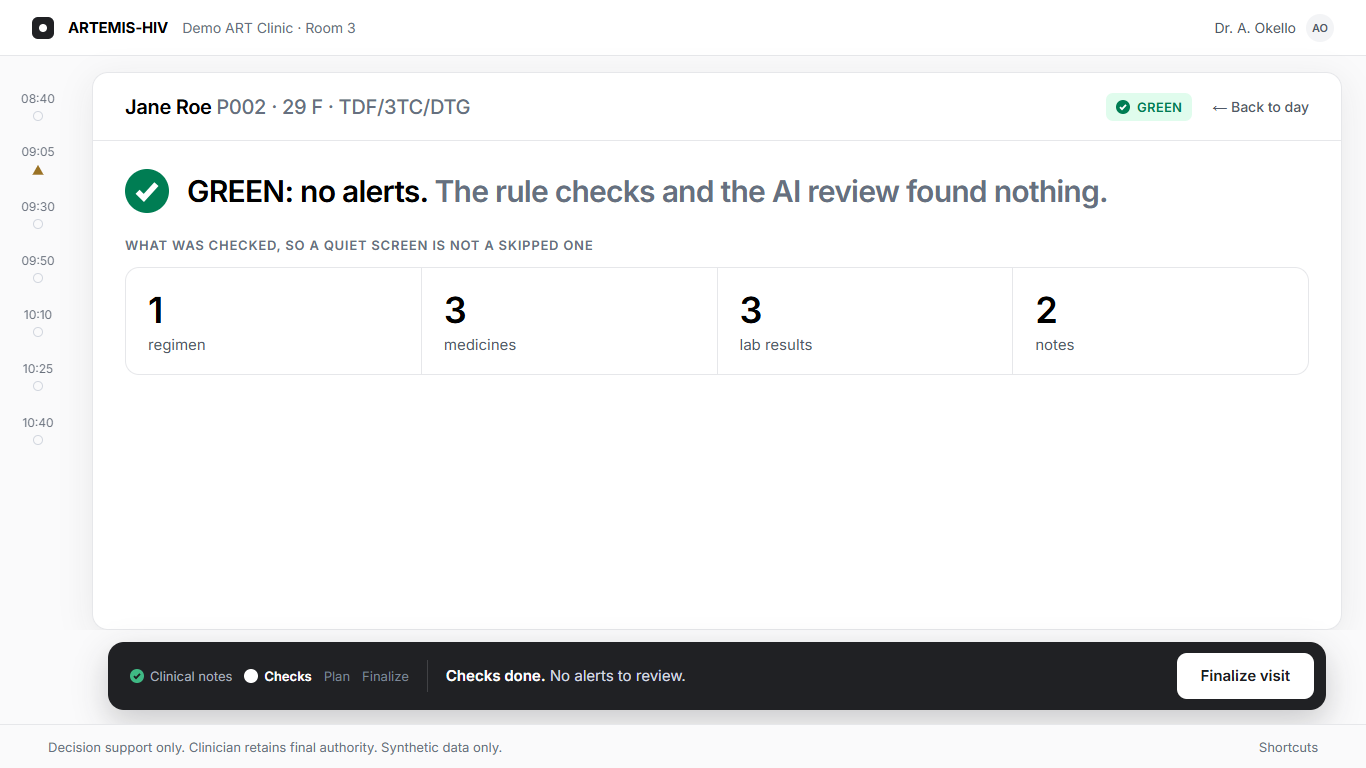 ARTEMIS-HIV Demo ART Clinic · Room 3 Dr. A. Okello AO
08:40
09:05
09:30
09:50
10:10
10:25
10:40
Jane Roe P002 · 29 F · TDF/3TC/DTG GREEN ← Back to day
GREEN: no alerts. The rule checks and the AI review found nothing.
WHAT WAS CHECKED, SO A QUIET SCREEN IS NOT A SKIPPED ONE
1 3 3 2
regimen medicines lab results notes
Clinical notes Checks Plan Finalize Checks done. No alerts to review. Finalize visit
Decision support only. Clinician retains final authority. Synthetic data only. Shortcuts